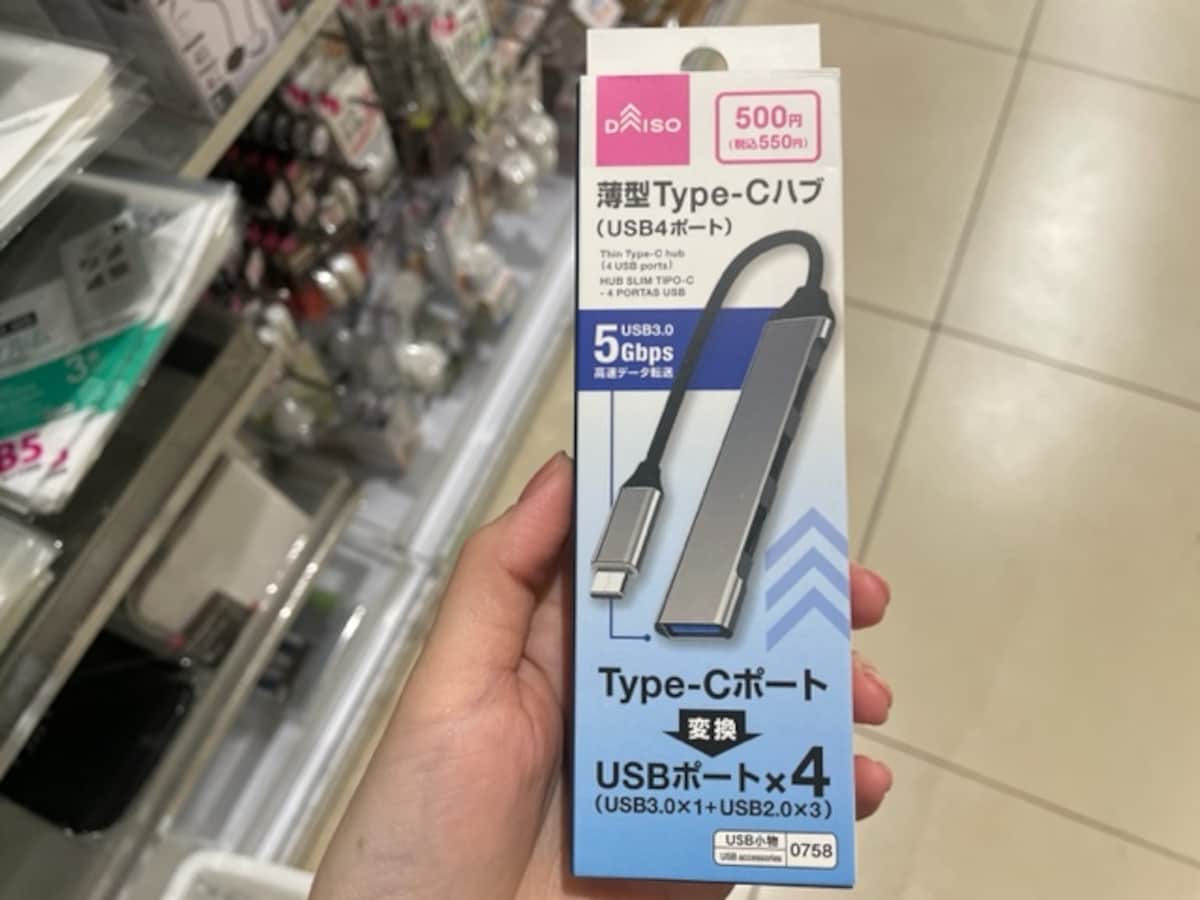 DAISO
500円
(税込550円)
薄型Type-Cハブ
(USB4ポート)
Thin Type-C hub
(4 USB ports)
HUB SLIM TIPO-C
- 4 PORTAS USB
5 USB3.0
Gbps
高速データ転送
Type-Cポート
変換
USBポート×4
(USB3.0×1+USB2.0×3)
USB小物
USB accessories
0758
B5